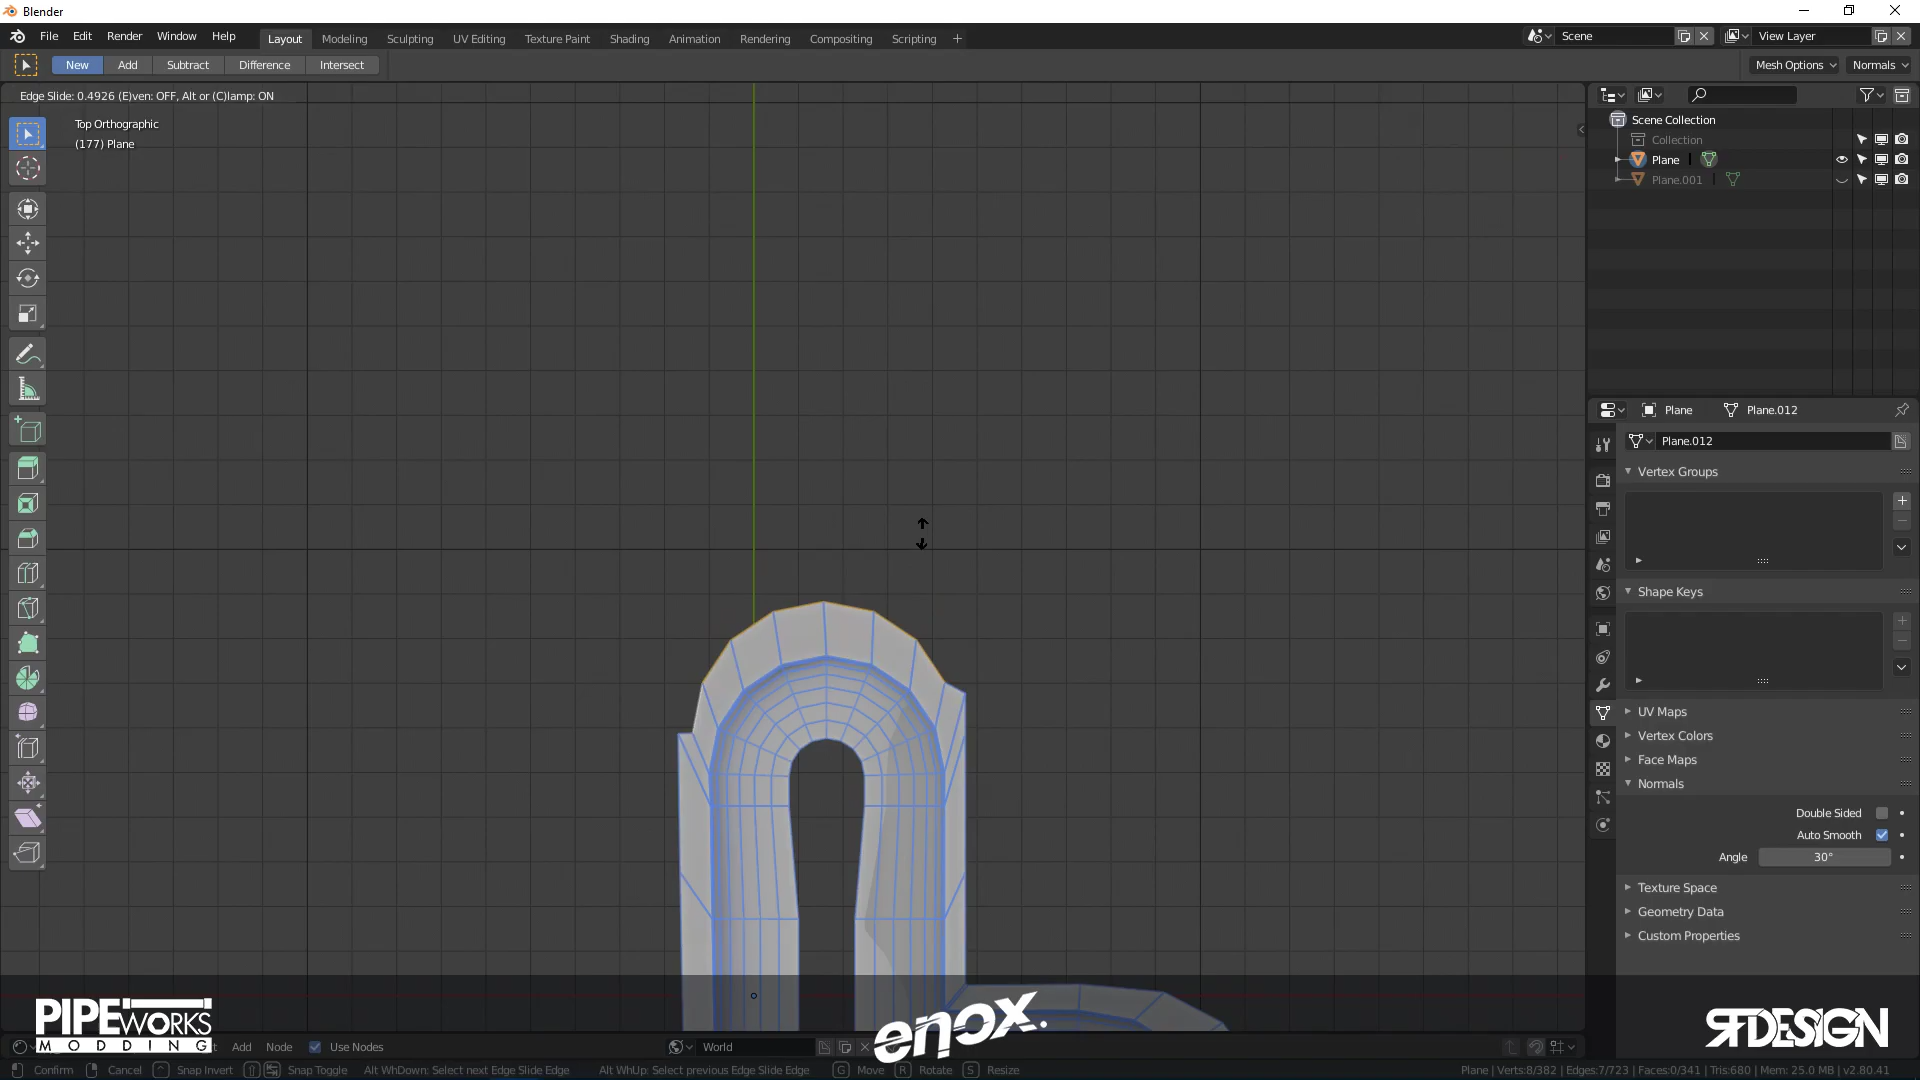 Blender
File Edit Render Window Help Layout Modeling Sculpting UV Editing Texture Paint Shading Animation Rendering Compositing Scripting + Scene View Layer
New Add Subtract Difference Intersect Mesh Options Normals
Edge Slide: 0.4926 (E)ven: OFF, Alt or (C)lamp: ON
Top Orthographic
(177) Plane
Scene Collection
Collection
Plane
Plane.001
Plane Plane.012
Plane.012
Vertex Groups
Shape Keys
UV Maps
Vertex Colors
Face Maps
Normals
Double Sided
Auto Smooth
Angle 30°
Texture Space
Geometry Data
Custom Properties
PIPEWORKS
MODDING
enox.
SRFDESIGN
Add Node Use Nodes World
Confirm Cancel Snap Invert Snap Toggle Alt WhDown: Select next Edge Slide Edge Alt WhUp: Select previous Edge Slide Edge G Move R Rotate S Resize Plane | Verts:8/382 | Edges:7/723 | Faces:0/341 | Tris:680 | Mem: 25.0 MB | v2.80.41